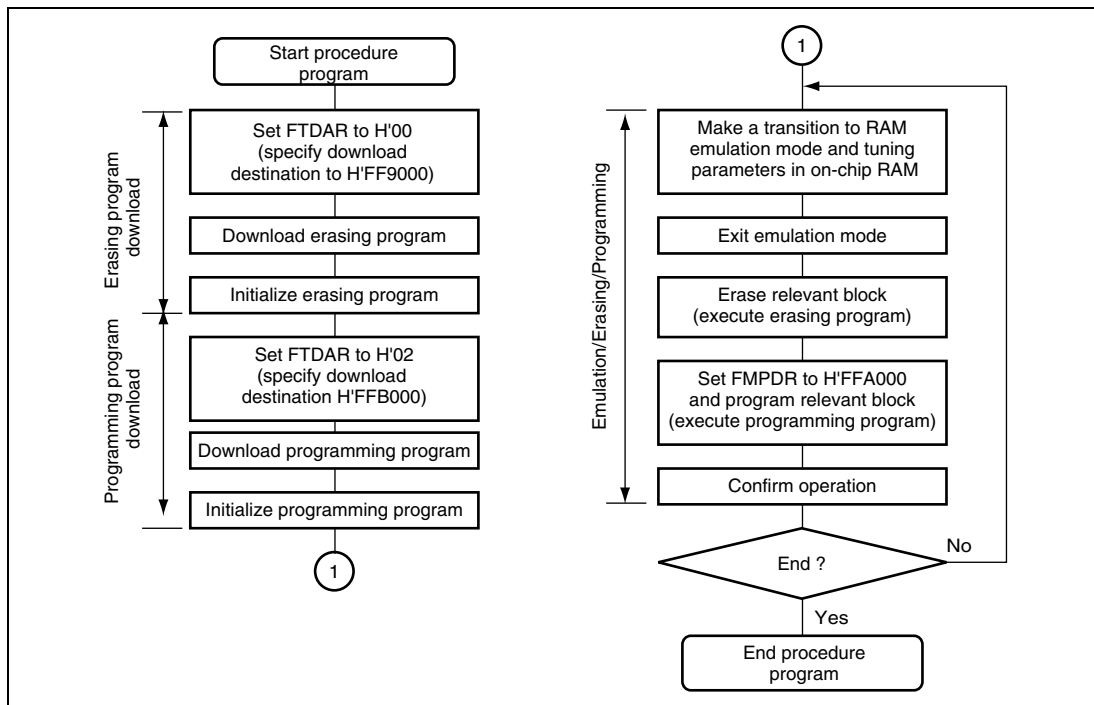 Start procedure
program
Erasing program
download
Set FTDAR to H'00
(specify download
destination to H'FF9000)
Download erasing program
Initialize erasing program
Programming program
download
Set FTDAR to H'02
(specify download
destination H'FFB000)
Download programming program
Initialize programming program
1
1
Emulation/Erasing/Programming
Make a transition to RAM
emulation mode and tuning
parameters in on-chip RAM
Exit emulation mode
Erase relevant block
(execute erasing program)
Set FMPDR to H'FFA000
and program relevant block
(execute programming program)
Confirm operation
End ?
No
Yes
End procedure
program